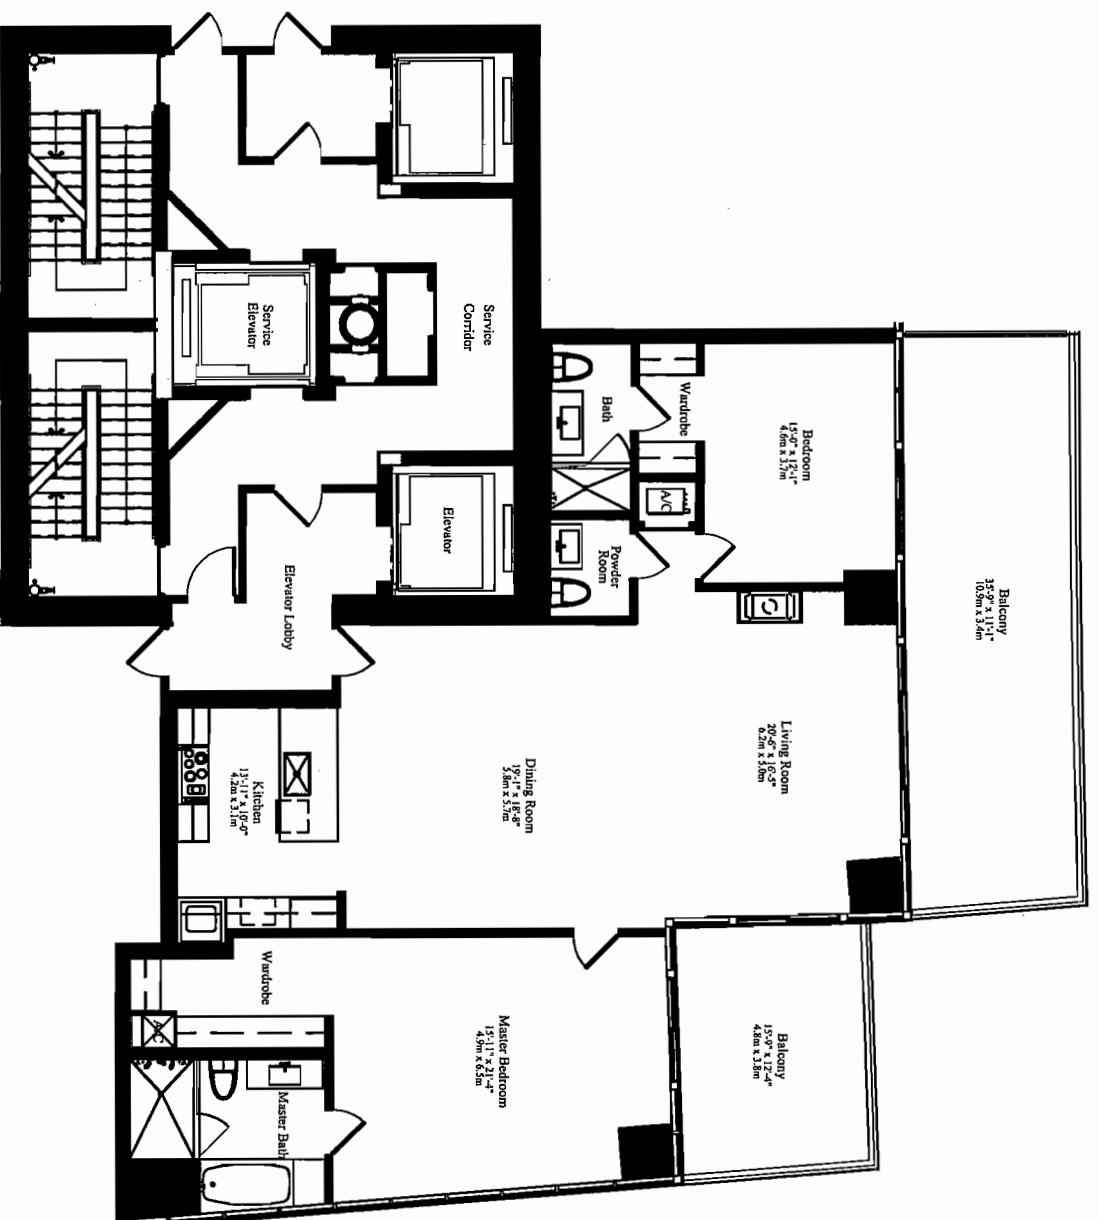 Service
Elevator
Service
Corridor
Elevator
Elevator Lobby
Bath
Wardrobe
A/C
Powder
Room
Bedroom
15'-0" x 12'-1"
4.6m x 3.7m
Balcony
35'-9" x 11'-1"
10.9m x 3.4m
Living Room
20'-6" x 16'-5"
6.2m x 5.0m
Dining Room
19'-1" x 18'-8"
5.8m x 5.7m
Kitchen
13'-11" x 10'-0"
4.2m x 3.1m
Wardrobe
A/C
Master Bedroom
15'-11" x 21'-4"
4.9m x 6.5m
Master Bath
Balcony
15'-9" x 12'-4"
4.8m x 3.8m